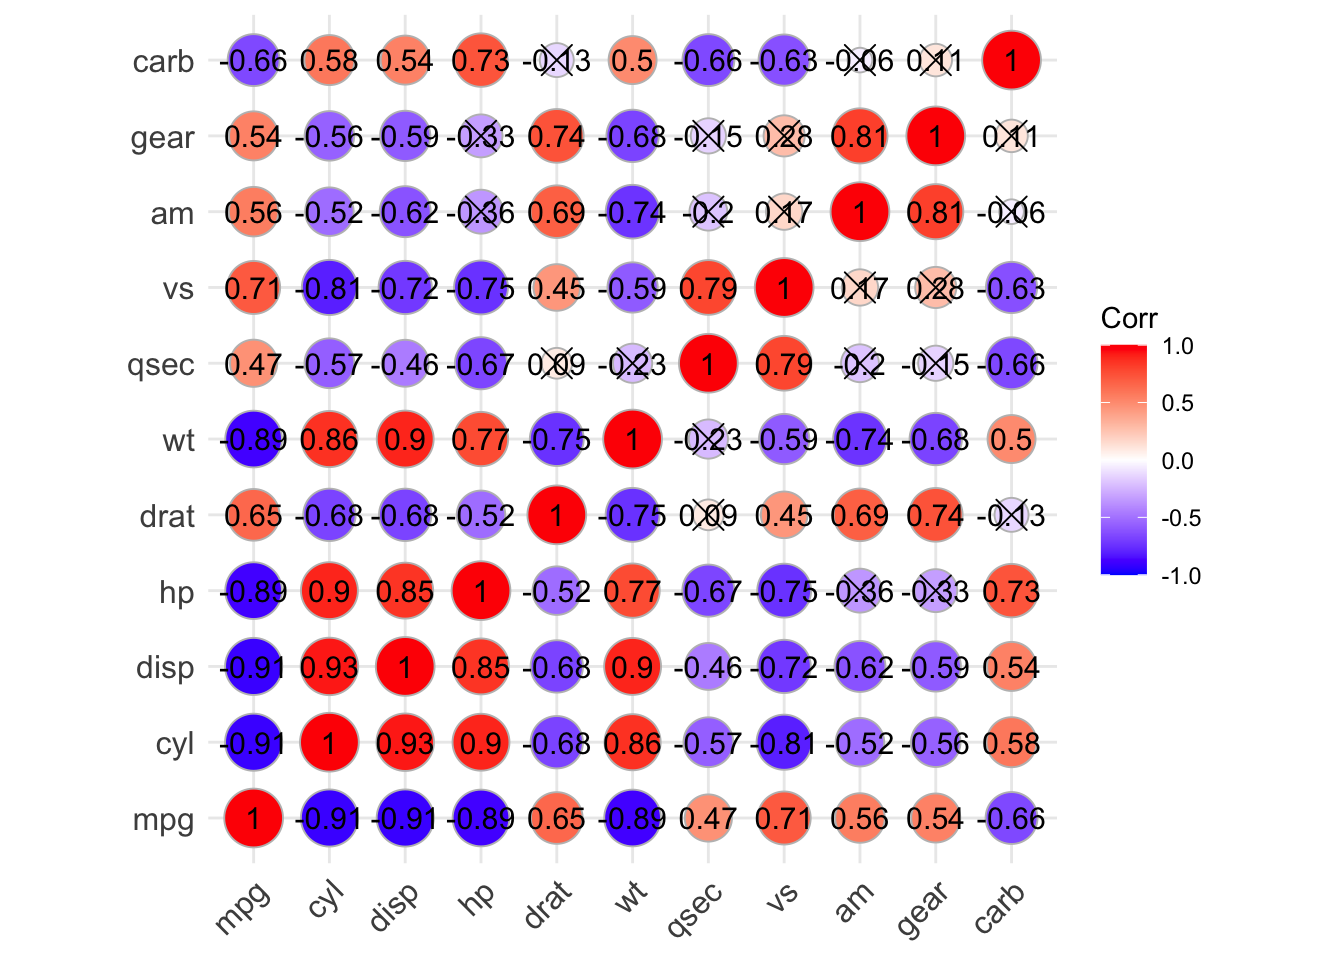 carb -0.66 0.58 0.54 0.73 -0.13 0.5 -0.66 -0.63 -0.06 0.11 1
gear 0.54 -0.56 -0.59 -0.33 0.74 -0.68 -0.15 0.28 0.81 1 0.11
am 0.56 -0.52 -0.62 -0.36 0.69 -0.74 -0.2 0.17 1 0.81 -0.06
vs 0.71 -0.81 -0.72 -0.75 0.45 -0.59 0.79 1 0.17 0.28 -0.63
qsec 0.47 -0.57 -0.46 -0.67 0.09 -0.23 1 0.79 -0.2 -0.15 -0.66
wt -0.89 0.86 0.9 0.77 -0.75 1 -0.23 -0.59 -0.74 -0.68 0.5
drat 0.65 -0.68 -0.68 -0.52 1 -0.75 0.09 0.45 0.69 0.74 -0.13
hp -0.89 0.9 0.85 1 -0.52 0.77 -0.67 -0.75 -0.36 -0.33 0.73
disp -0.91 0.93 1 0.85 -0.68 0.9 -0.46 -0.72 -0.62 -0.59 0.54
cyl -0.91 1 0.93 0.9 -0.68 0.86 -0.57 -0.81 -0.52 -0.56 0.58
mpg 1 -0.91 -0.91 -0.89 0.65 -0.89 0.47 0.71 0.56 0.54 -0.66
mpg cyl disp hp drat wt qsec vs am gear carb
Corr
1.0
0.5
0.0
-0.5
-1.0